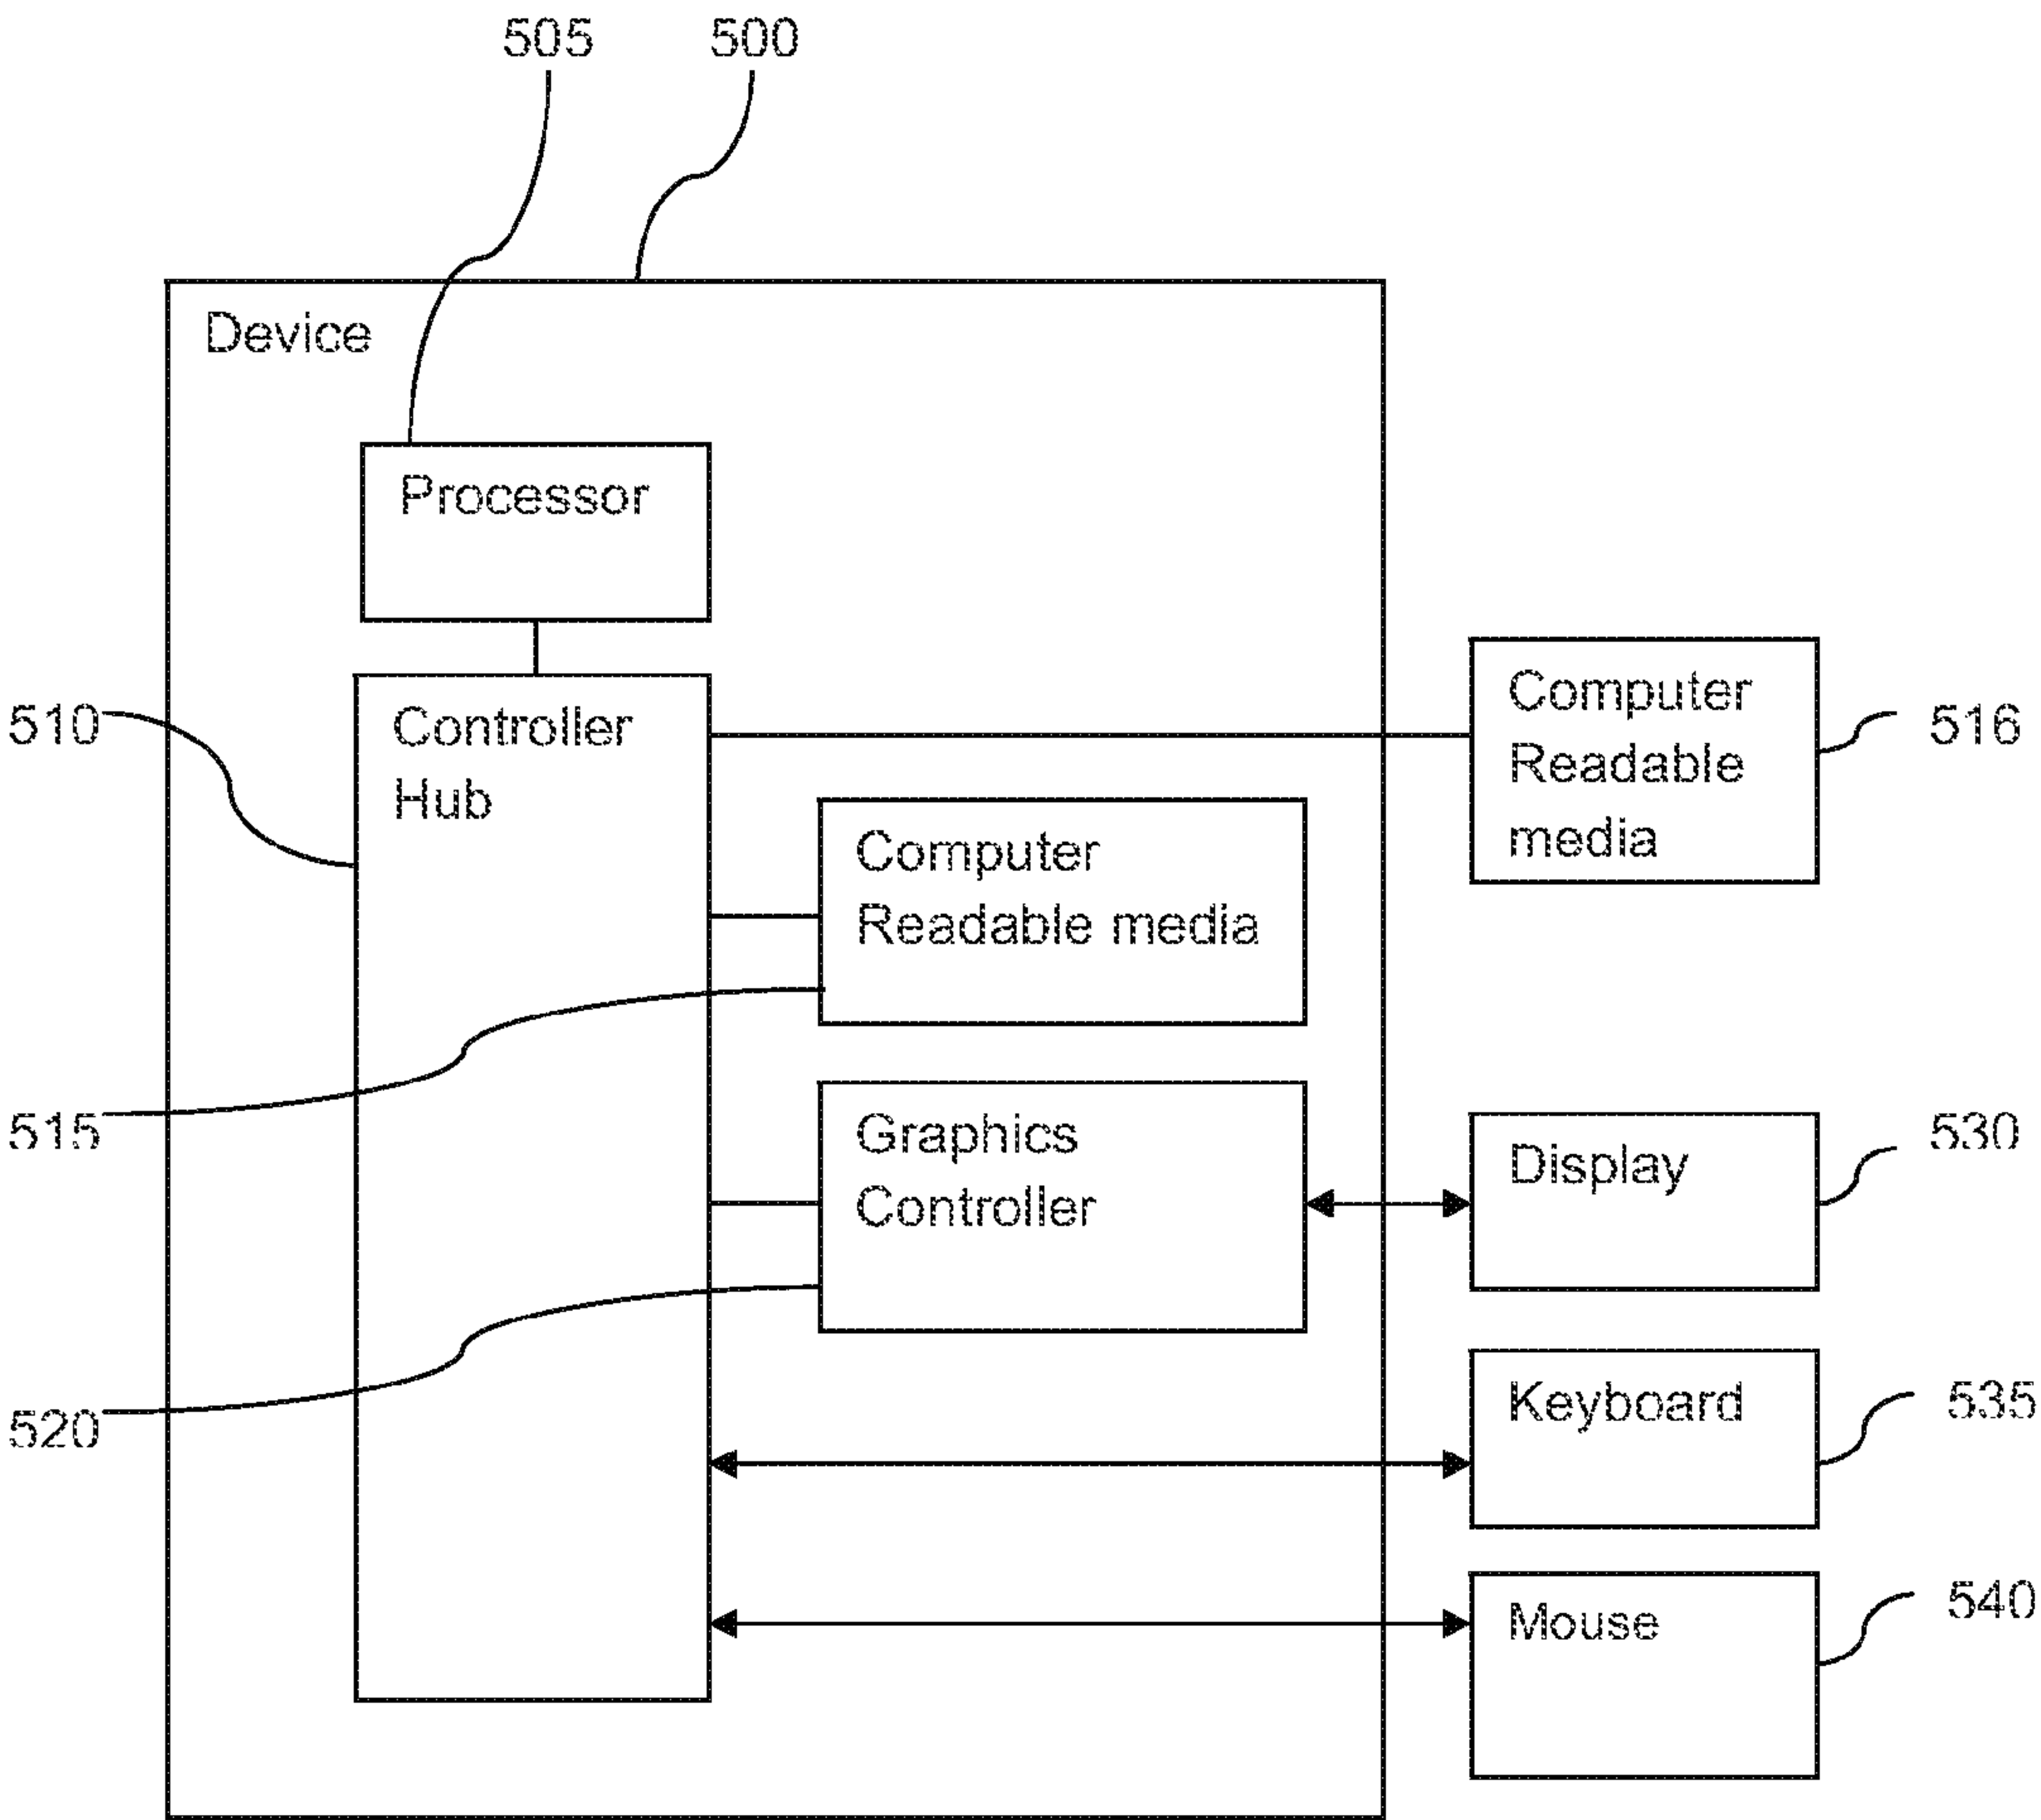 505
500
Device
Processor
510
Controller
Hub
Computer
Readable
media
516
Computer
Readable media
515
Graphics
Controller
Display
530
520
Keyboard
535
Mouse
540